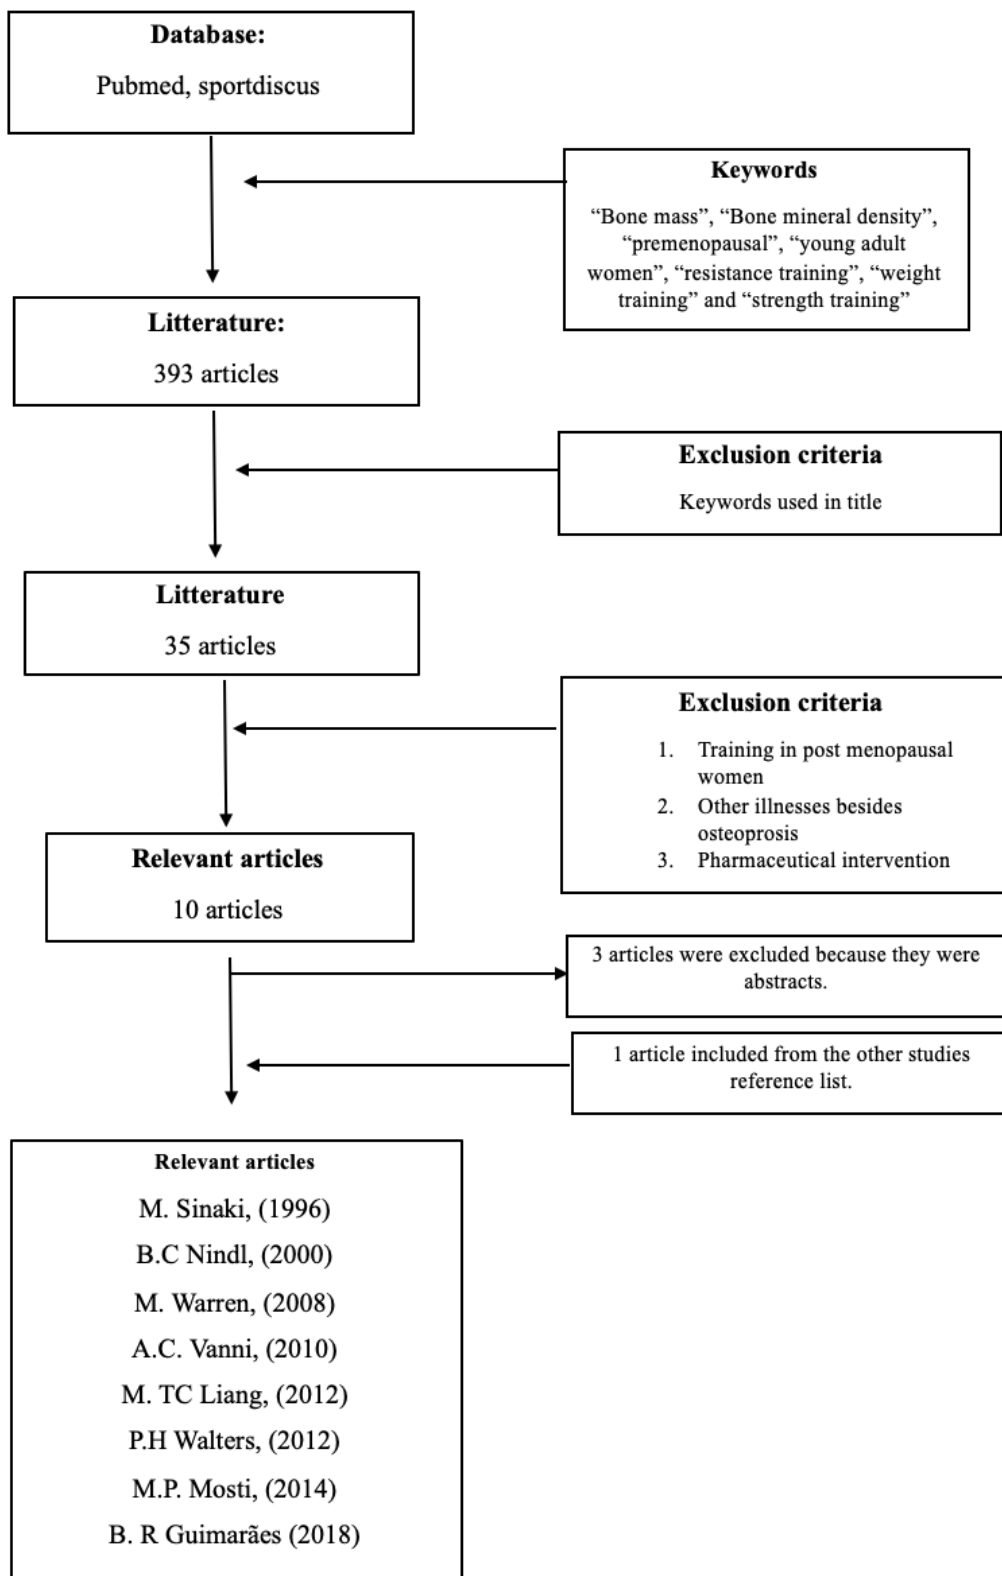 Database:
Pubmed, sportdiscus
Keywords
“Bone mass”, “Bone mineral density”,
“premenopausal”, “young adult
women”, “resistance training”, “weight
training” and “strength training”
Litterature:
393 articles
Exclusion criteria
Keywords used in title
Litterature
35 articles
Exclusion criteria
1. Training in post menopausal
women
2. Other illnesses besides
osteoprosis
3. Pharmaceutical intervention
Relevant articles
10 articles
3 articles were excluded because they were
abstracts.
1 article included from the other studies
reference list.
Relevant articles
M. Sinaki, (1996)
B.C Nindl, (2000)
M. Warren, (2008)
A.C. Vanni, (2010)
M. TC Liang, (2012)
P.H Walters, (2012)
M.P. Mosti, (2014)
B. R Guimarães (2018)